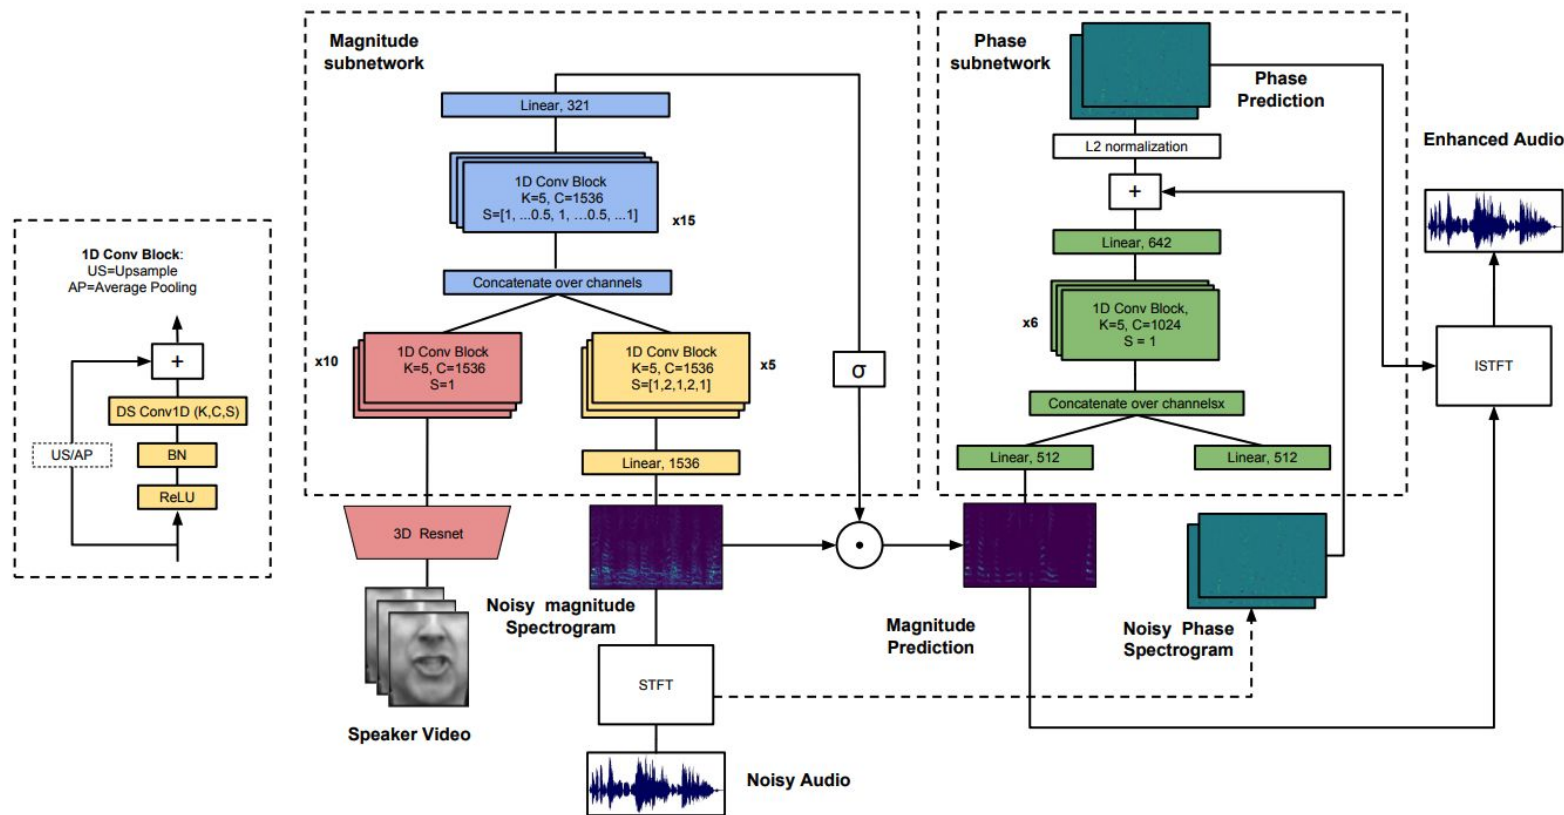 1D Conv Block:
US=Upsample
AP=Average Pooling
+
DS Conv1D (K,C,S)
US/AP
BN
ReLU
Magnitude
subnetwork
Linear, 321
1D Conv Block
K=5, C=1536
S=[1, ...0.5, 1, ...0.5, ...1]
x15
Concatenate over channels
x10
1D Conv Block
K=5, C=1536
S=1
1D Conv Block
K=5, C=1536
S=[1,2,1,2,1]
x5
Linear, 1536
σ
3D Resnet
Noisy magnitude
Spectrogram
Speaker Video
STFT
Noisy Audio
Magnitude
Prediction
Phase
subnetwork
Phase
Prediction
L2 normalization
+
Linear, 642
x6
1D Conv Block,
K=5, C=1024
S = 1
Concatenate over channelsx
Linear, 512
Linear, 512
Noisy Phase
Spectrogram
Enhanced Audio
ISTFT